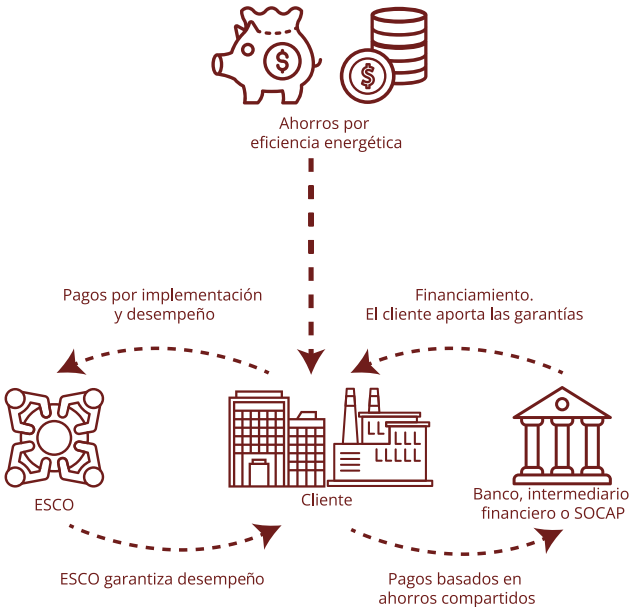 Ahorros por
eficiencia energética
Pagos por implementación
y desempeño
Financiamiento.
El cliente aporta las garantías
ESCO
Cliente
Banco, intermediario
financiero o SOCAP
ESCO garantiza desempeño
Pagos basados en
ahorros compartidos